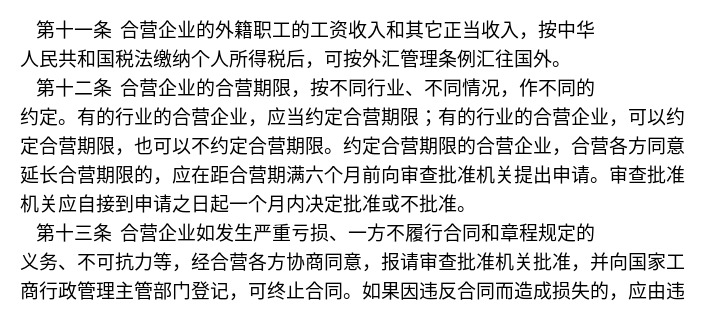 第十一条 合营企业的外籍职工的工资收入和其它正当收入，按中华
人民共和国税法缴纳个人所得税后，可按外汇管理条例汇往国外。
第十二条 合营企业的合营期限，按不同行业、不同情况，作不同的
约定。有的行业的合营企业，应当约定合营期限；有的行业的合营企业，可以约
定合营期限，也可以不约定合营期限。约定合营期限的合营企业，合营各方同意
延长合营期限的，应在距合营期满六个月前向审查批准机关提出申请。审查批准
机关应自接到申请之日起一个月内决定批准或不批准。
第十三条 合营企业如发生严重亏损、一方不履行合同和章程规定的
义务、不可抗力等，经合营各方协商同意，报请审查批准机关批准，并向国家工
商行政管理主管部门登记，可终止合同。如果因违反合同而造成损失的，应由违